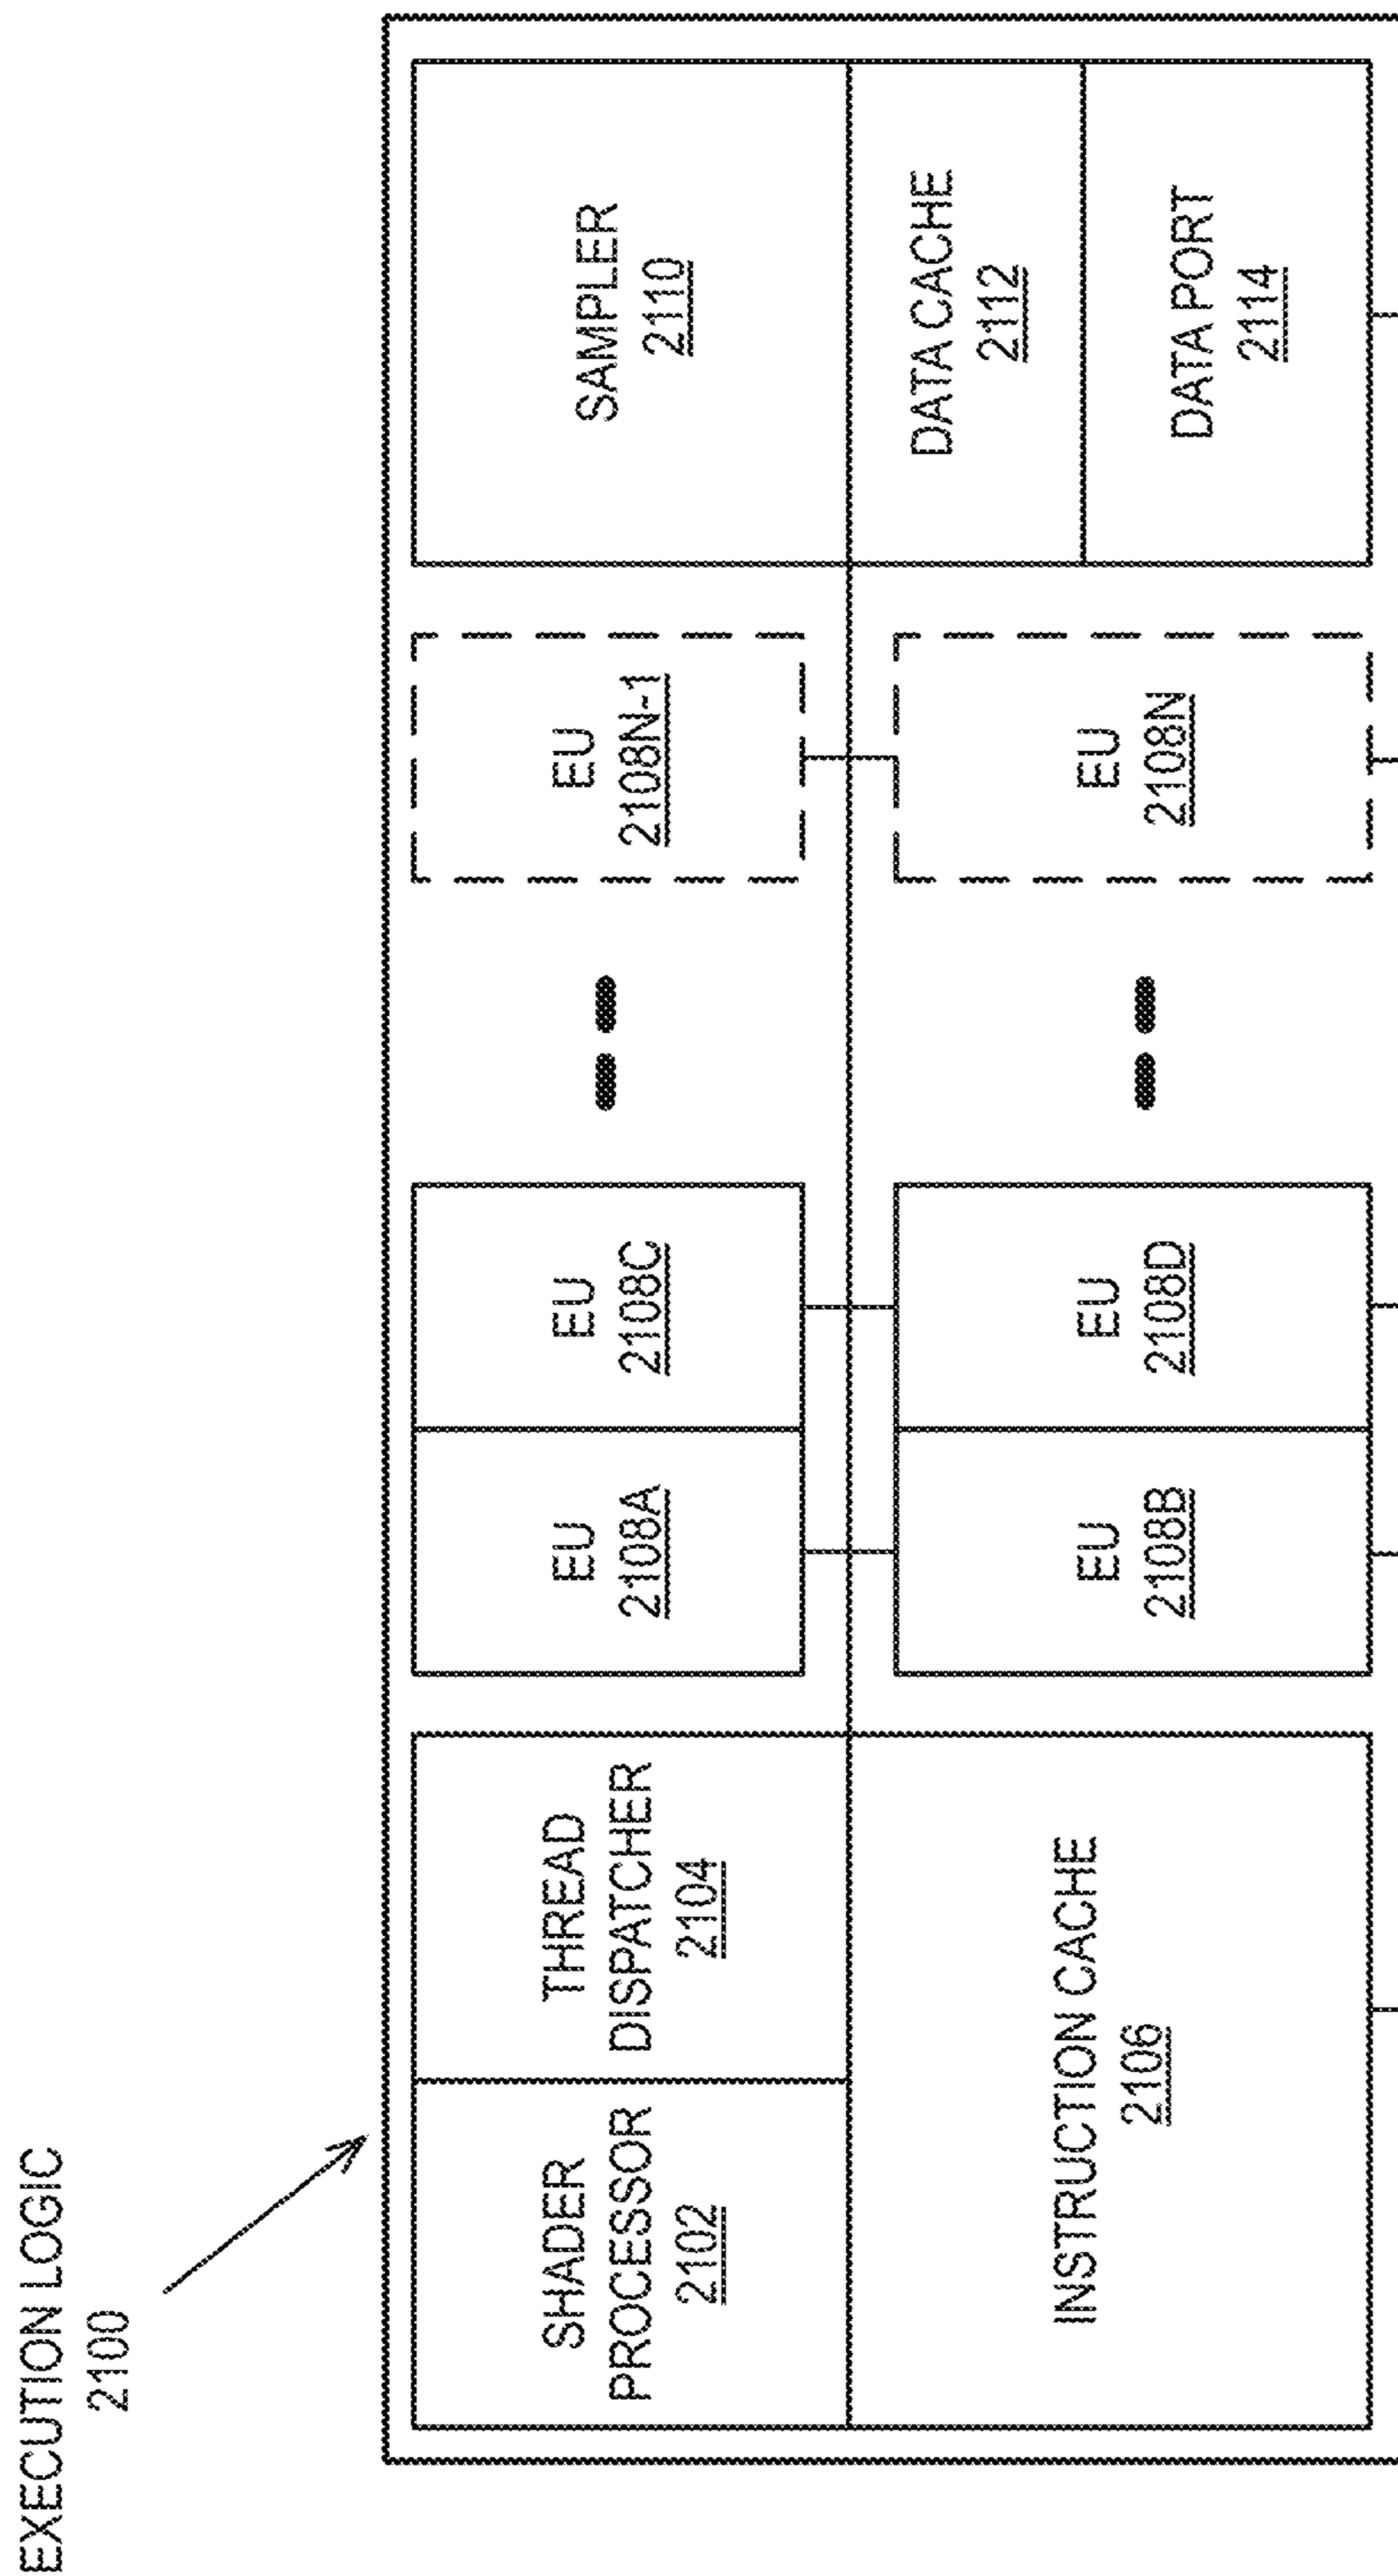 EXECUTION LOGIC
2100
SHADER
PROCESSOR
2102
THREAD
DISPATCHER
2104
INSTRUCTION CACHE
2106
EU
2108A
EU
2108C
EU
2108B
EU
2108D
EU
2108N-1
EU
2108N
SAMPLER
2110
DATA CACHE
2112
DATA PORT
2114